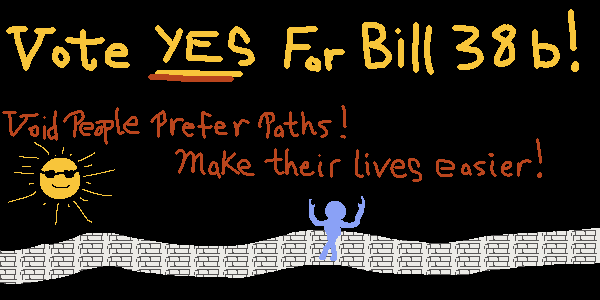 Vote YES For Bill 38b!
Void People Prefer Paths!
Make their lives easier!